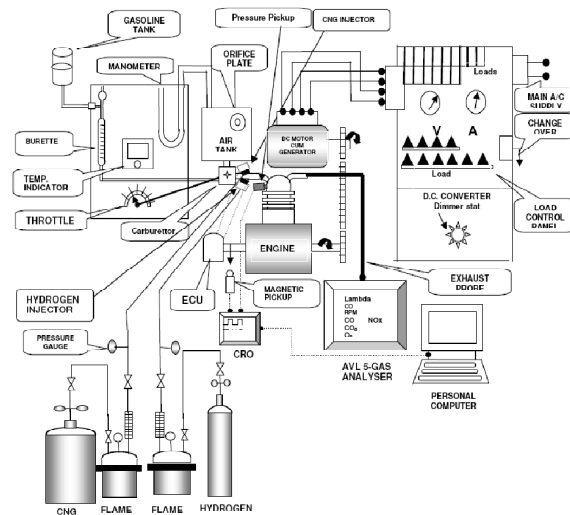 GASOLINE
TANK
Pressure Pickup
CNG INJECTOR
MANOMETER
ORIFICE
PLATE
Loads
MAIN A/C
SUPPLY
BURETTE
AIR
TANK
DC MOTOR
CUM
GENERATOR
CHANGE
OVER
V A
TEMP.
INDICATOR
Load
THROTTLE
D.C. CONVERTER
Dimmer stat
LOAD CONTROL
PANEL
Carburettor
ENGINE
HYDROGEN
INJECTOR
ECU
MAGNETIC
PICKUP
EXHAUST
PROBE
Lambda
CO
RPM
CO NOx
CO₂
O₂
PRESSURE
GAUGE
CRO
AVL 5-GAS
ANALYSER
PERSONAL
COMPUTER
CNG
FLAME
FLAME
HYDROGEN